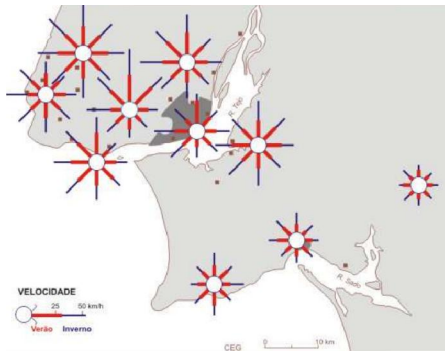 R. Tejo
R. Sado
VELOCIDADE
25 50 km/h
Verão Inverno
CEG
0 10 km